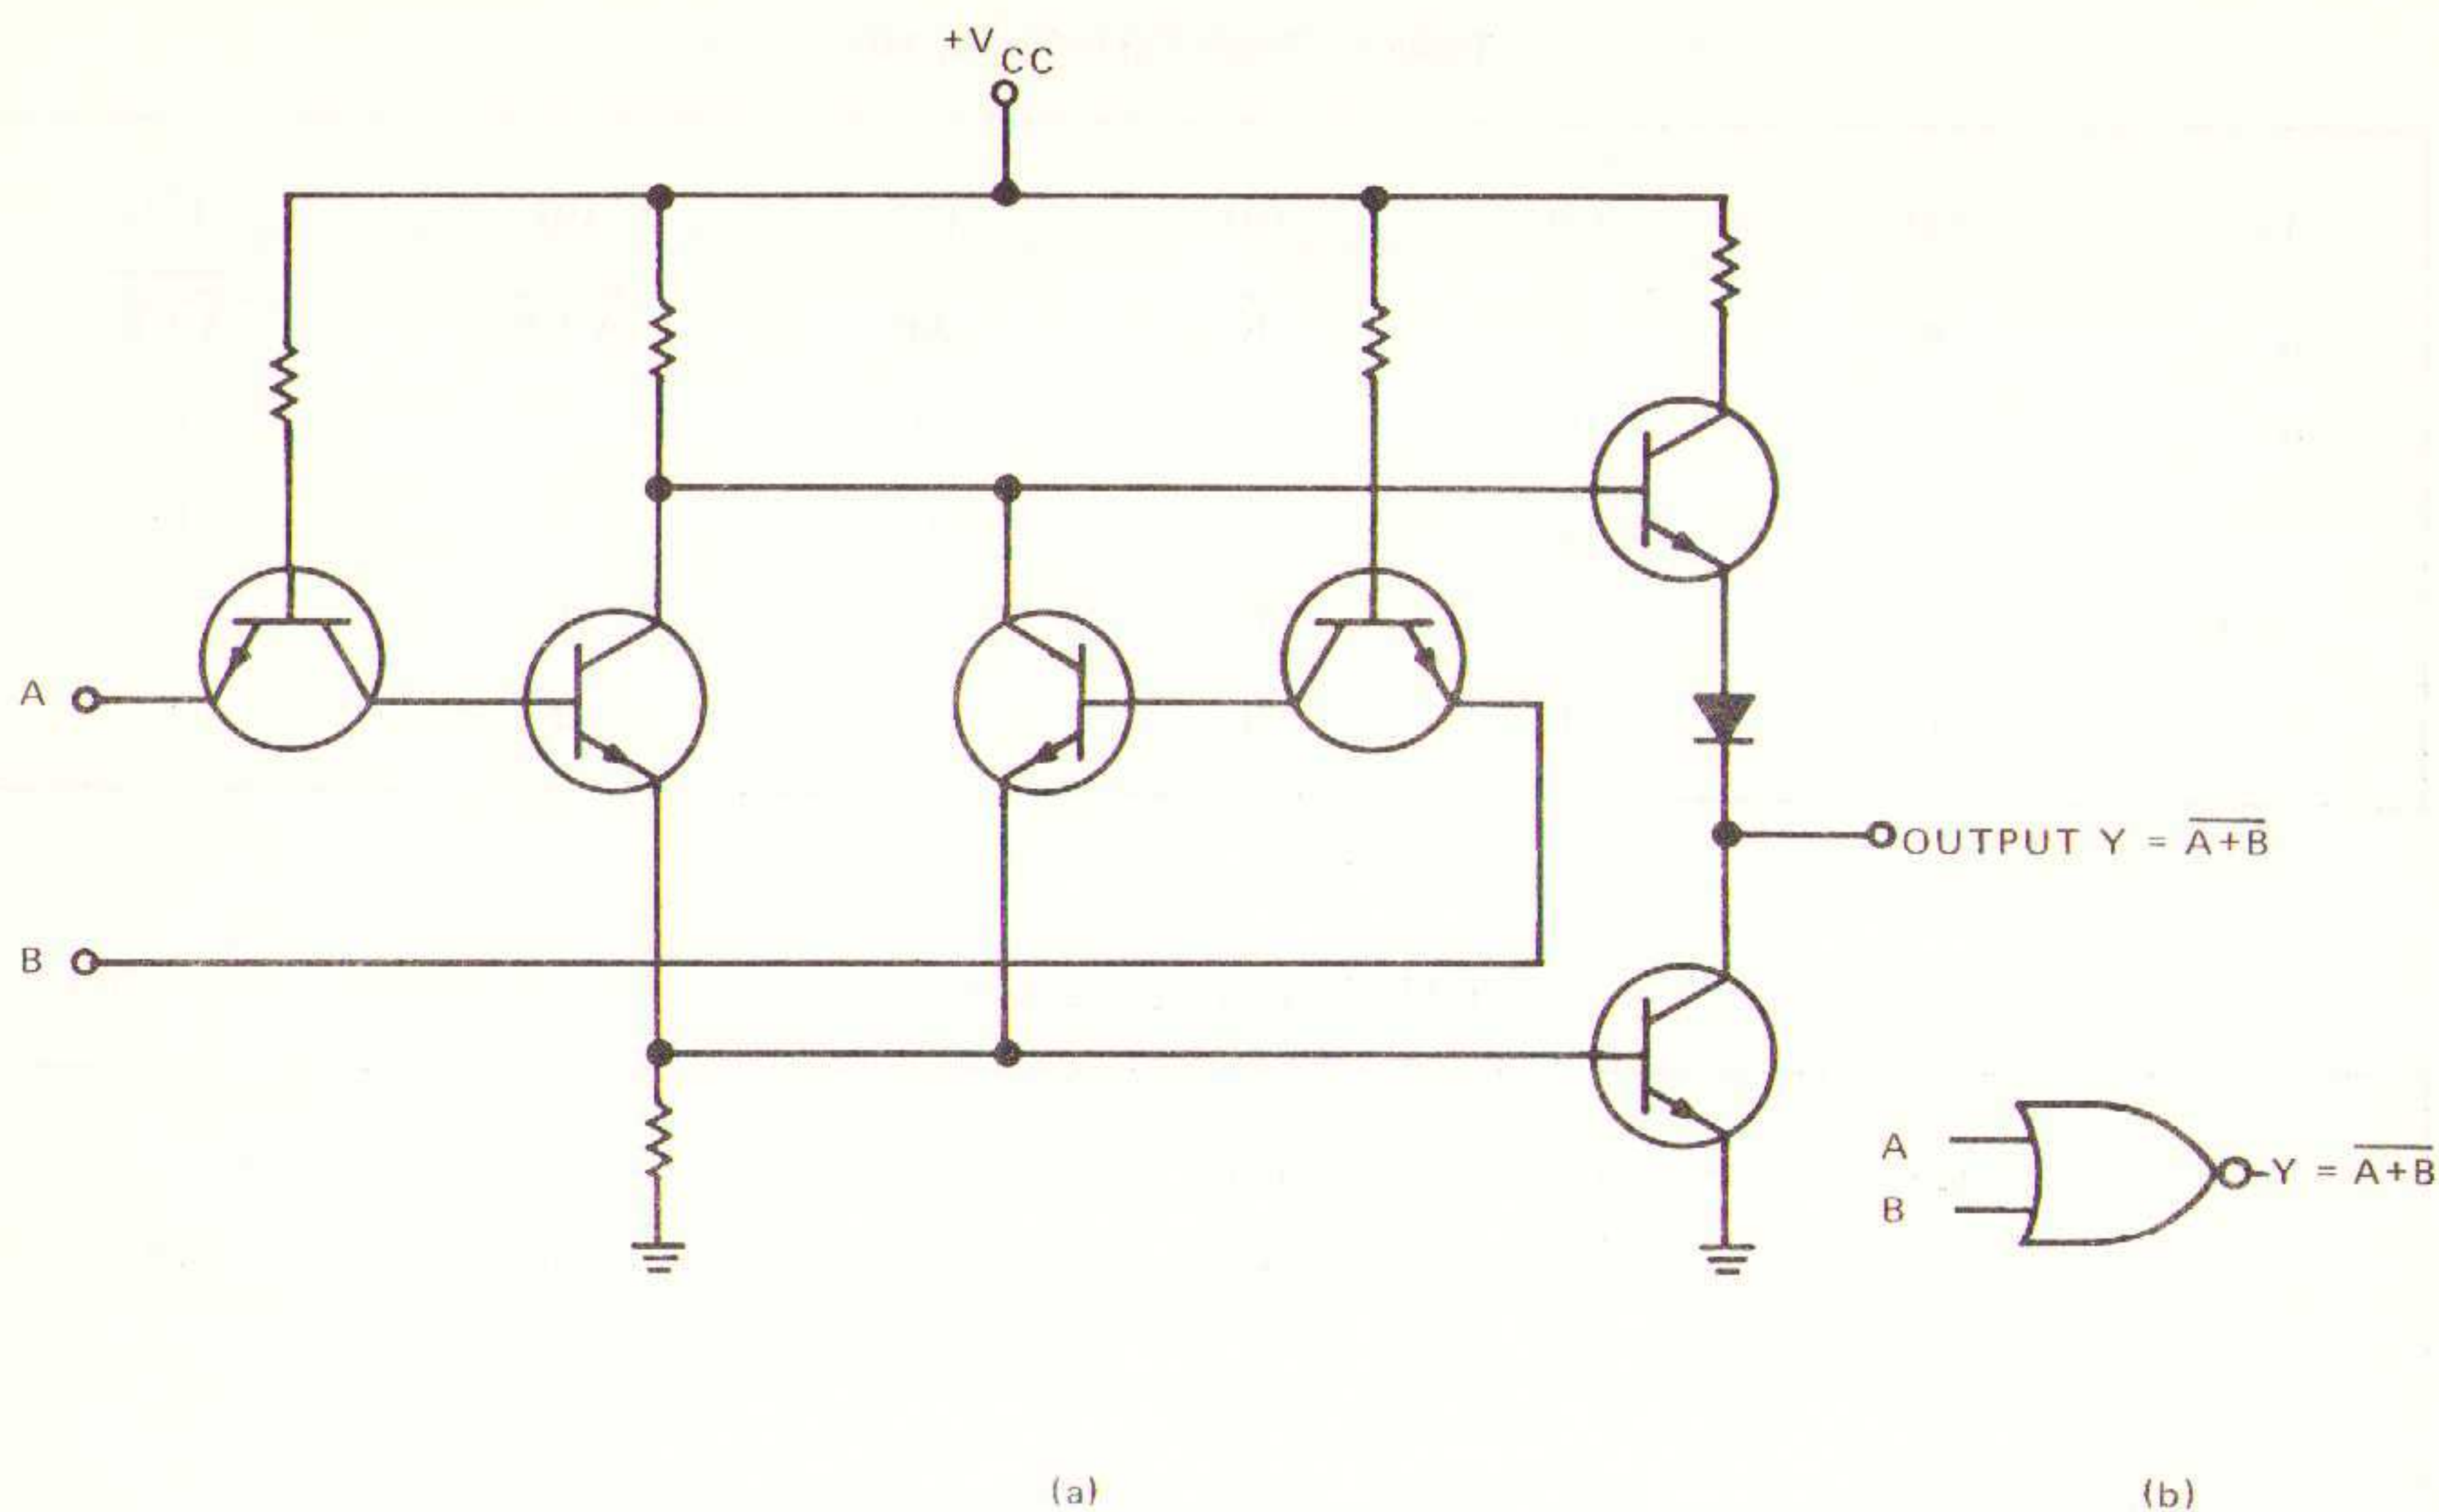 +VCC
A
OUTPUT Y = A+B
B
A
B
Y = A+B
(a)
(b)